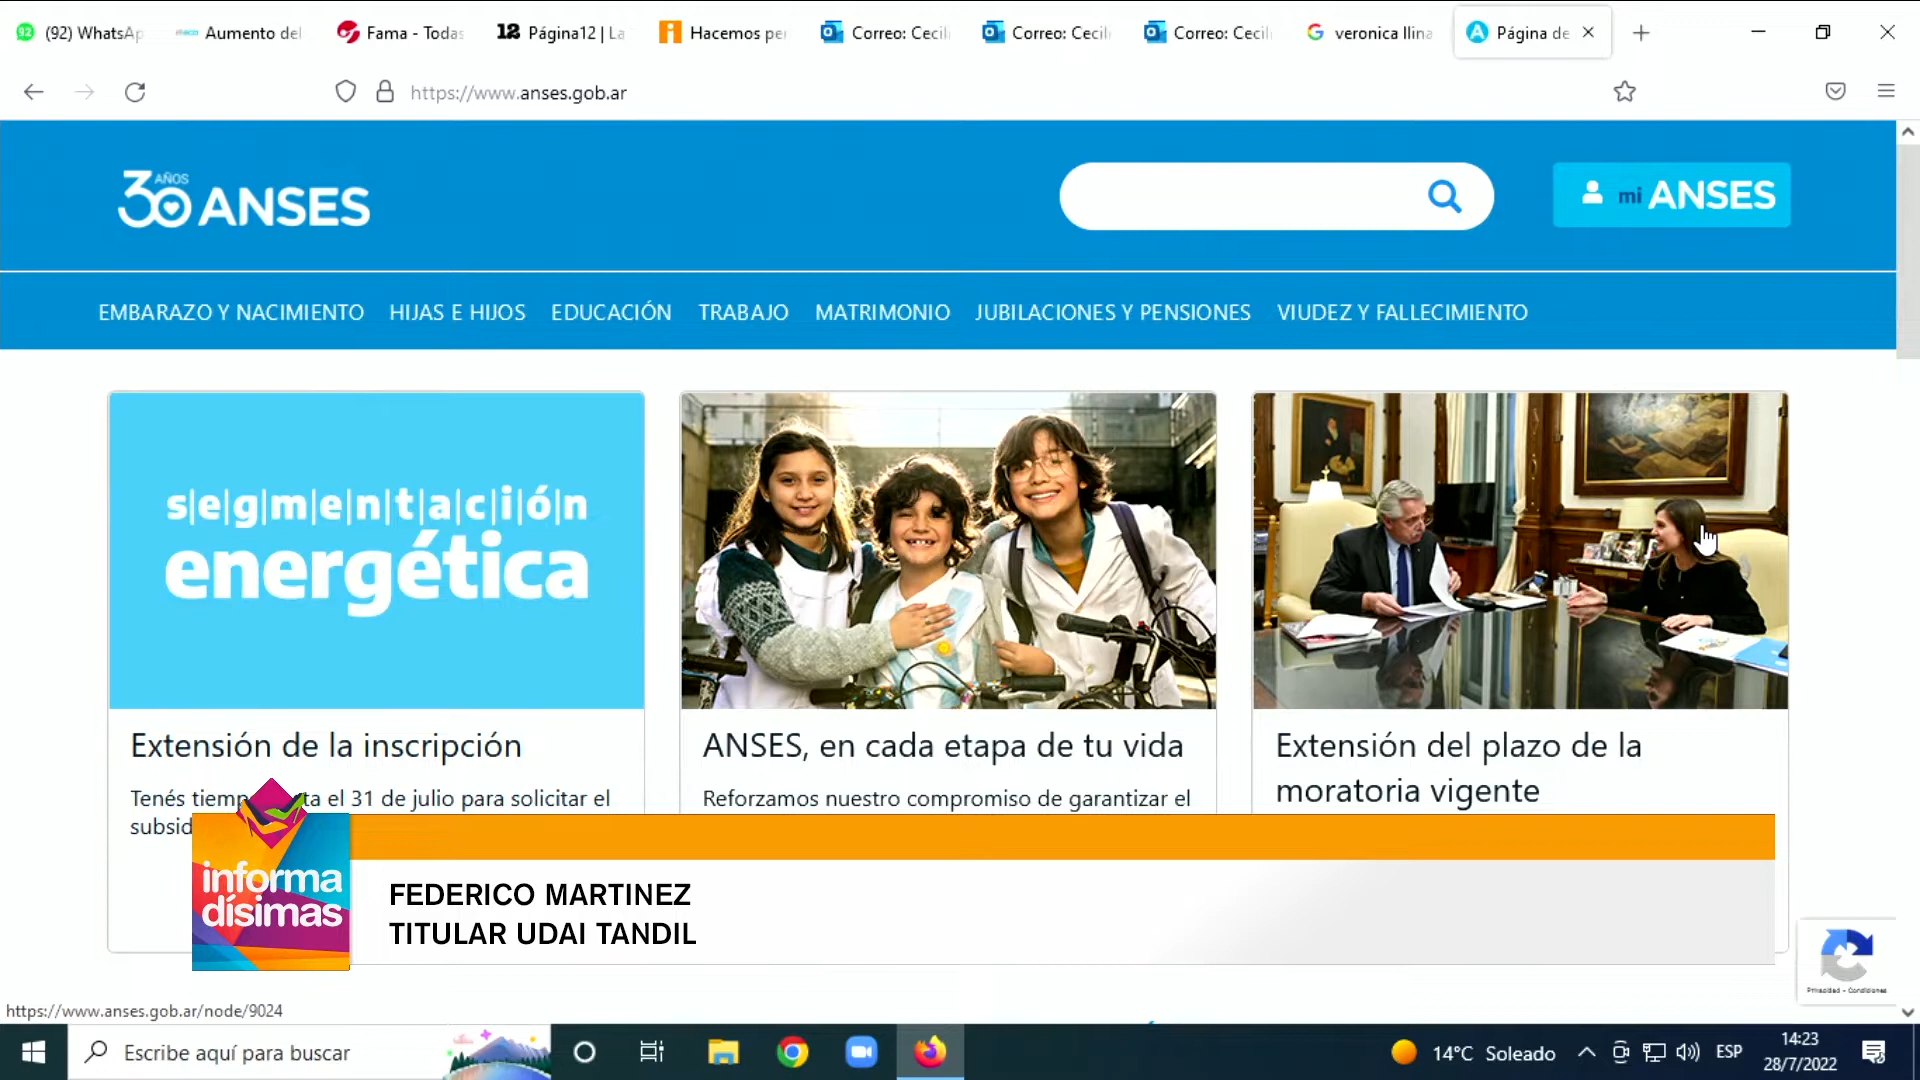 (92) WhatsAp
Aumento del
Fama - Todas
12 Página12 | La
Hacemos per
Correo: Cecil
Correo: Cecil
Correo: Cecil
veronica llina
Página de
https://www.anses.gob.ar
30 AÑOS ANSES
mi ANSES
EMBARAZO Y NACIMIENTO HIJAS E HIJOS EDUCACIÓN TRABAJO MATRIMONIO JUBILACIONES Y PENSIONES VIUDEZ Y FALLECIMIENTO
s|e|g|m|e|n|t|a|c|i|ó|n
energética
Extensión de la inscripción
Tenés tiemp ta el 31 de julio para solicitar el
subsid
ANSES, en cada etapa de tu vida
Reforzamos nuestro compromiso de garantizar el
Extensión del plazo de la
moratoria vigente
informa
dísimas
FEDERICO MARTINEZ
TITULAR UDAI TANDIL
Privacidad - Condiciones
https://www.anses.gob.ar/node/9024
Escribe aquí para buscar
14°C Soleado
ESP
14:23
28/7/2022